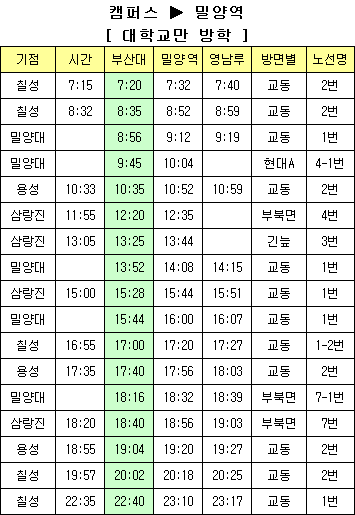 캠퍼스 ▶ 밀양역
[ 대학교만 방학 ]
기점 시간 부산대 밀양역 영남루 방면별 노선명
칠성 7:15 7:20 7:32 7:40 교동 2번
칠성 8:32 8:35 8:52 8:59 교동 2번
밀양대 8:56 9:12 9:19 교동 1번
밀양대 9:45 10:04 현대A 4-1번
용성 10:33 10:35 10:52 10:59 교동 2번
삼랑진 11:55 12:20 12:35 부북면 4번
삼랑진 13:05 13:25 13:44 긴늪 3번
밀양대 13:52 14:08 14:15 교동 1번
삼랑진 15:00 15:28 15:44 15:51 교동 1번
밀양대 15:44 16:00 16:07 교동 1번
칠성 16:55 17:00 17:20 17:27 교동 1-2번
칠성 17:35 17:40 17:56 18:03 교동 2번
밀양대 18:16 18:32 18:39 부북면 7-1번
삼랑진 18:20 18:40 18:56 19:03 부북면 7번
용성 18:55 19:04 19:20 19:27 교동 2번
칠성 19:57 20:02 20:18 20:25 교동 2번
칠성 22:35 22:40 23:10 23:17 교동 1번